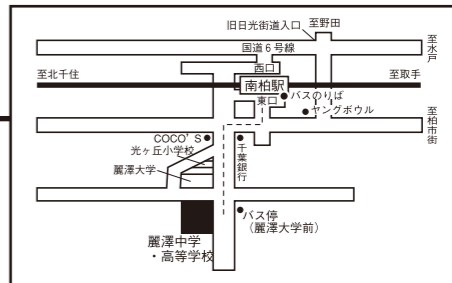 旧日光街道入口
至野田
至水戸
国道6号線
西口
至北千住
南柏駅
至取手
バスのりば
東口
ヤングボウル
至柏市街
COCO'S
光ヶ丘小学校
千葉銀行
麗澤大学
バス停
(麗澤大学前)
麗澤中学
・高等学校